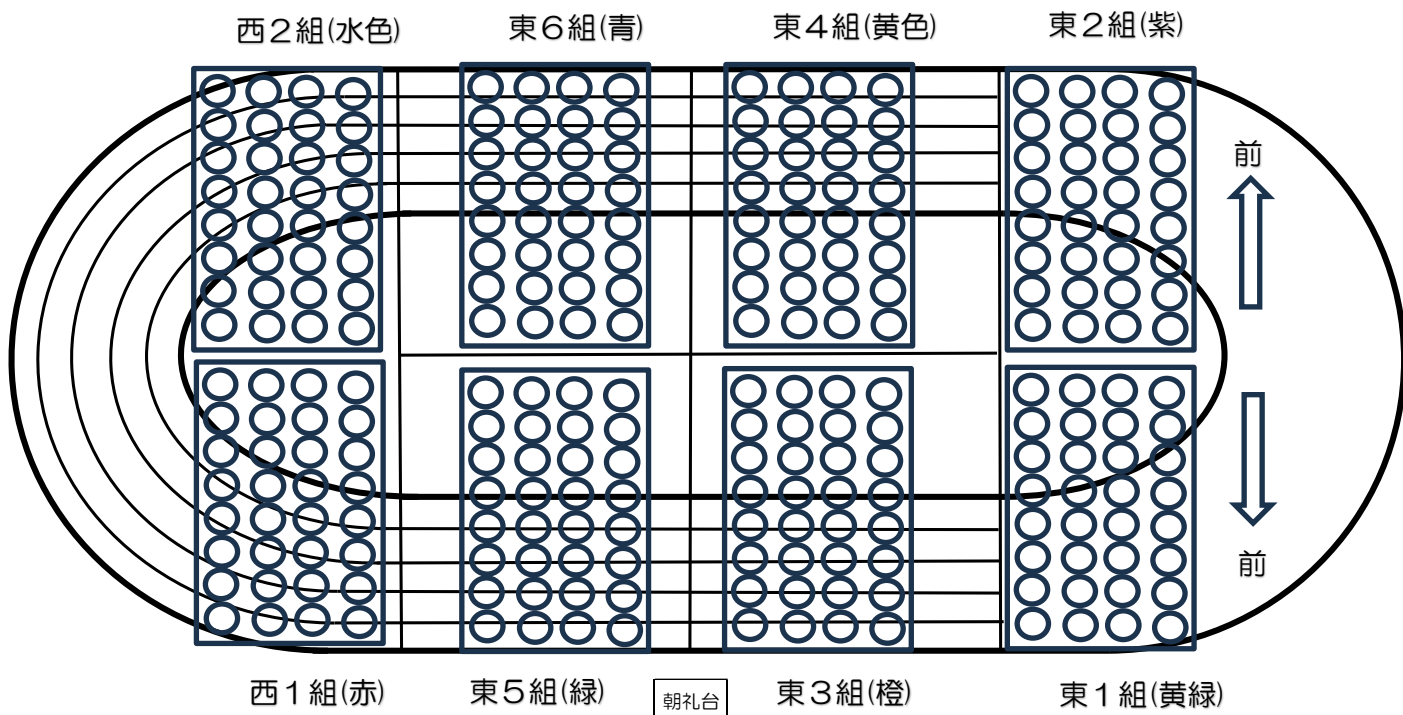 西２組(水色)
東６組(青)
東４組(黄色)
東２組(紫)
前
前
西１組(赤)
東５組(緑)
朝礼台
東３組(橙)
東１組(黄緑)